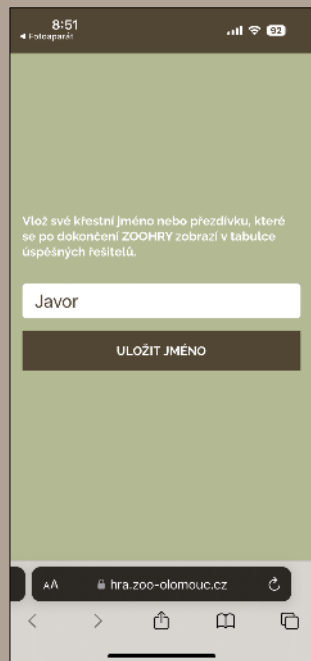 8:51
92
◀ Fotoaparát
Vlož své křestní jméno nebo přezdívku, které
se po dokončení ZOOHRY zobrazí v tabulce
úspěšných řešitelů.
Javor
ULOŽIT JMÉNO
AA
hra.zoo-olomouc.cz